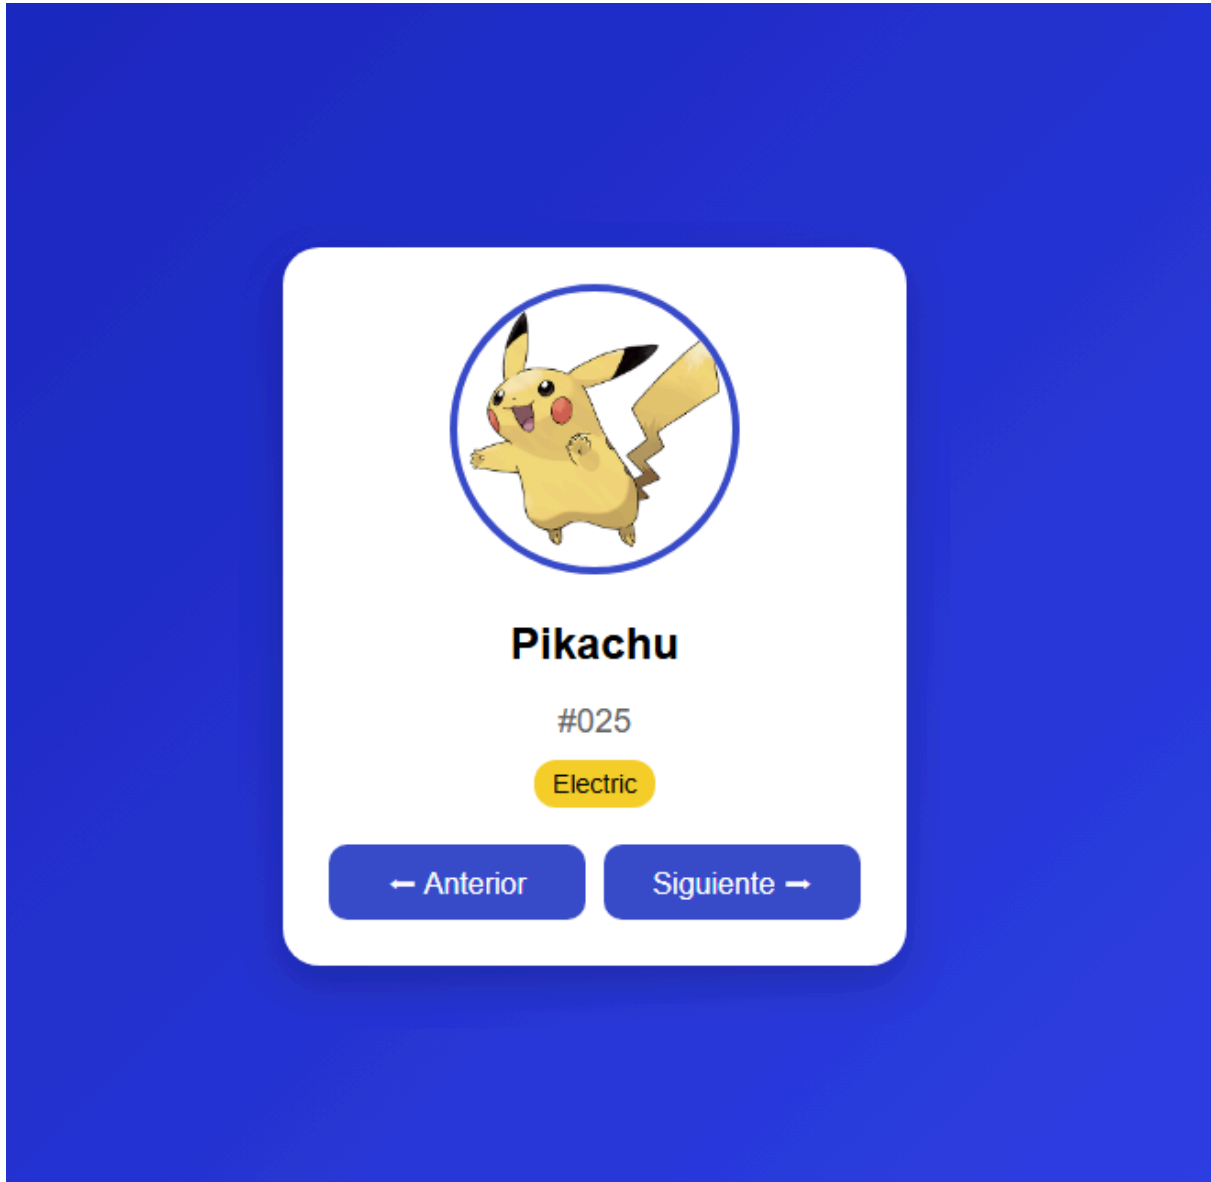 Pikachu
#025
Electric
⬅ Anterior
Siguiente ➡